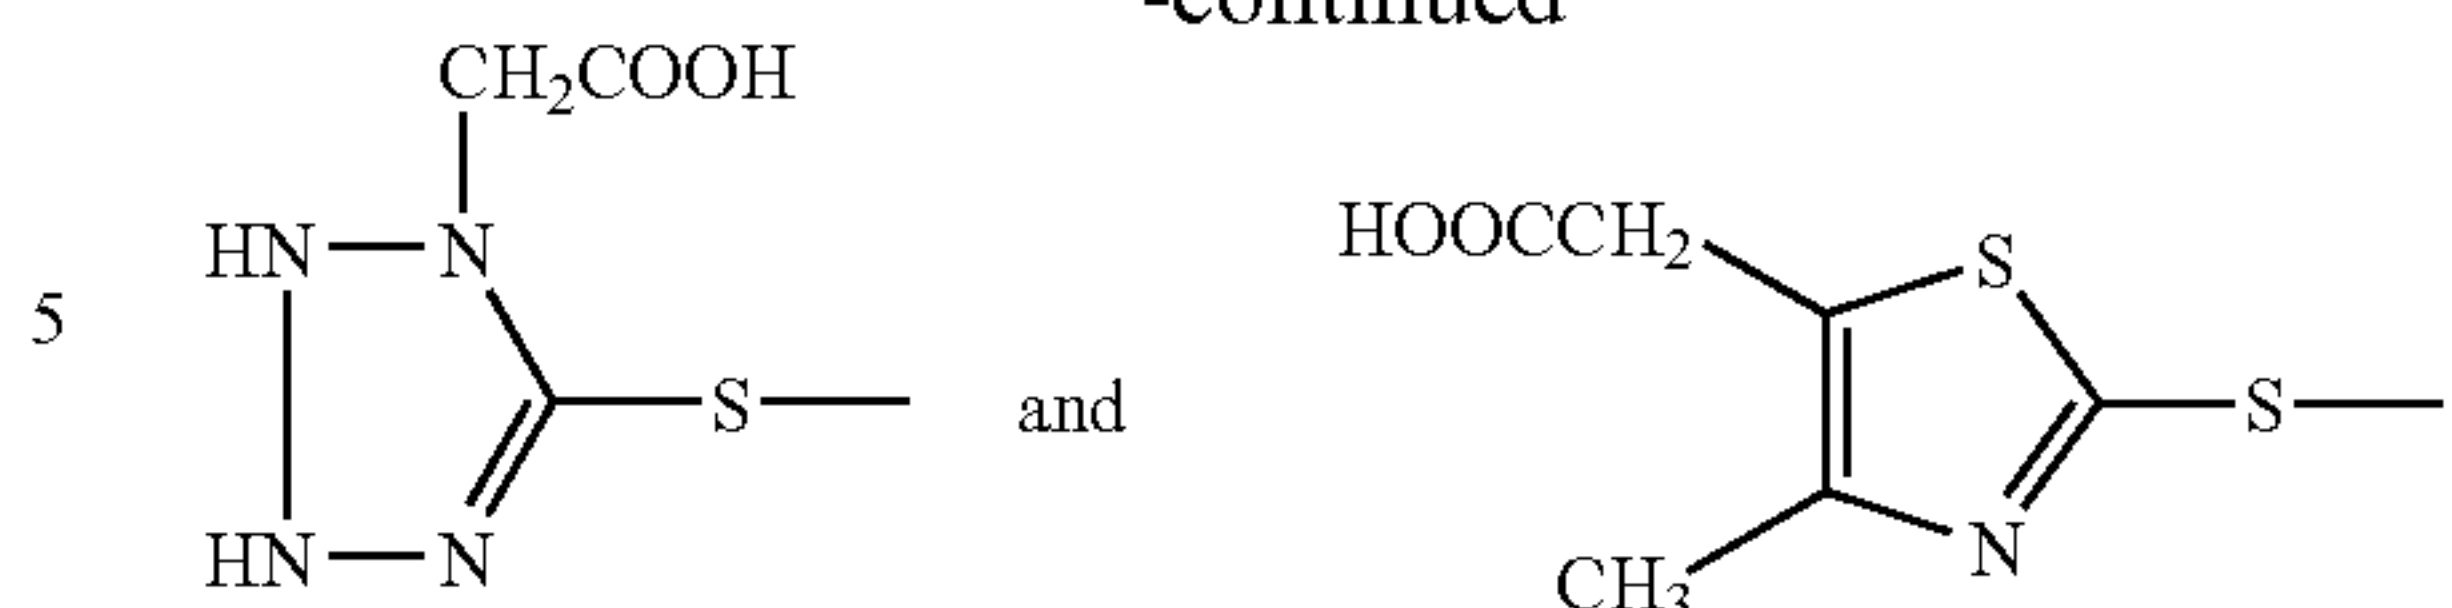 -continued
CH₂COOH
HOOCCH₂
HN N S
5
S and S
HN N N
CH₃